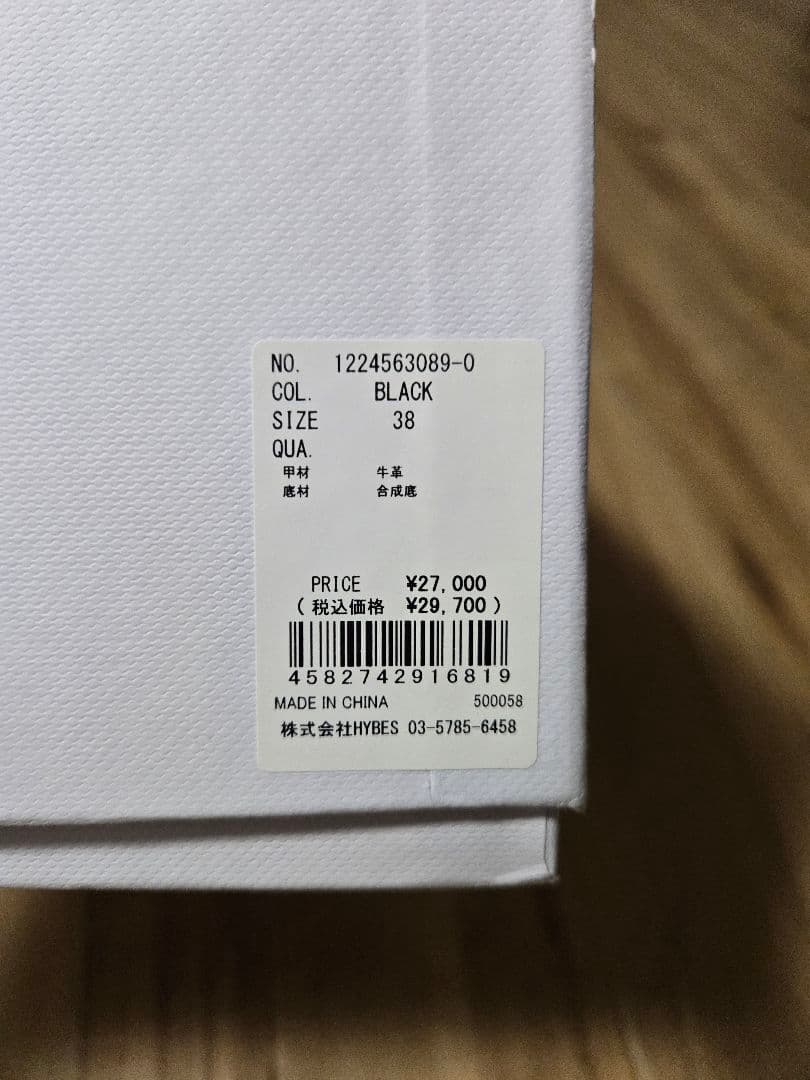 NO. 1224563089-0
COL. BLACK
SIZE 38
QUA.
甲材 牛革
底材 合成底
PRICE ¥27,000
(税込価格 ¥29,700)
4582742916819
MADE IN CHINA 500058
株式会社HYBES 03-5785-6458